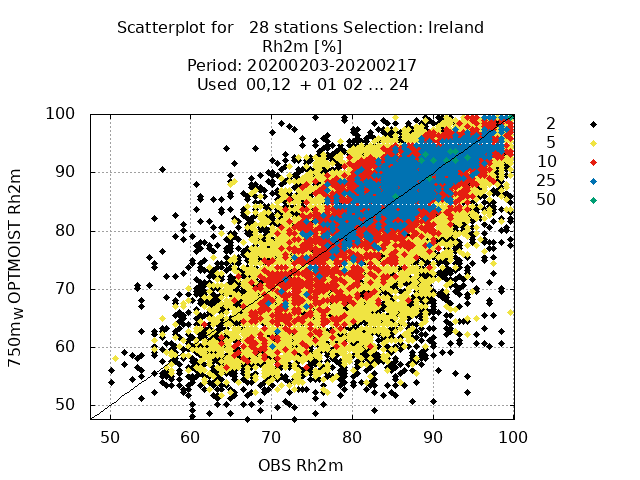 Scatterplot for 28 stations Selection: Ireland
Rh2m [%]
Period: 20200203-20200217
Used 00,12 + 01 02 ... 24
100
90
80
70
60
50
750m_W OPTMOIST Rh2m
50 60 70 80 90 100
OBS Rh2m
2
5
10
25
50